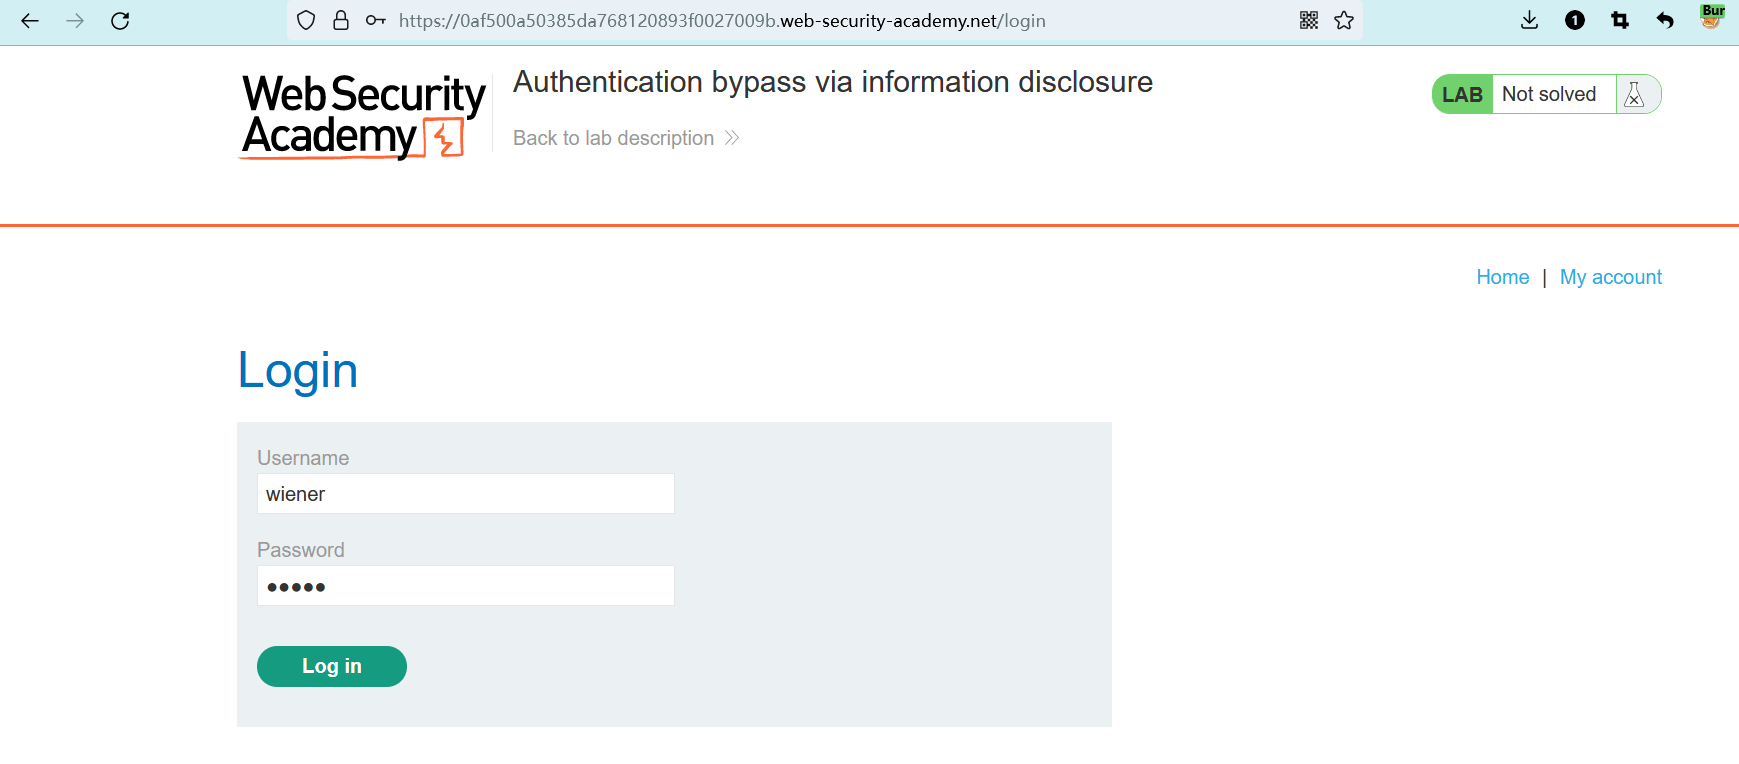 https://0af500a50385da768120893f0027009b.web-security-academy.net/login
1
Bur
Web Security
Academy
Authentication bypass via information disclosure
Back to lab description
LAB Not solved
Home | My account
Login
Username
wiener
Password
Log in